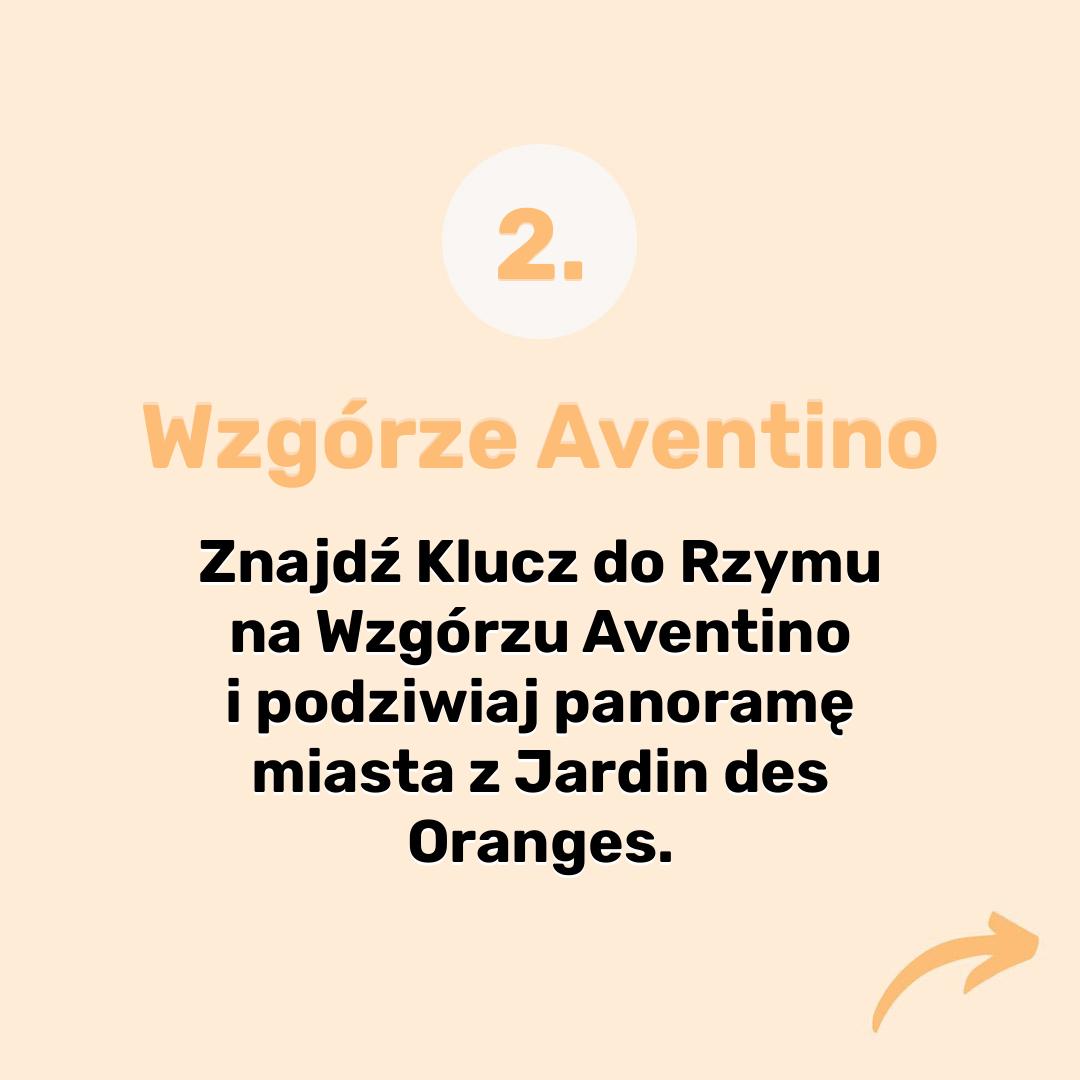 2.
Wzgórze Aventino
Znajdź Klucz do Rzymu
na Wzgórzu Aventino
i podziwiaj panoramę
miasta z Jardin des
Oranges.